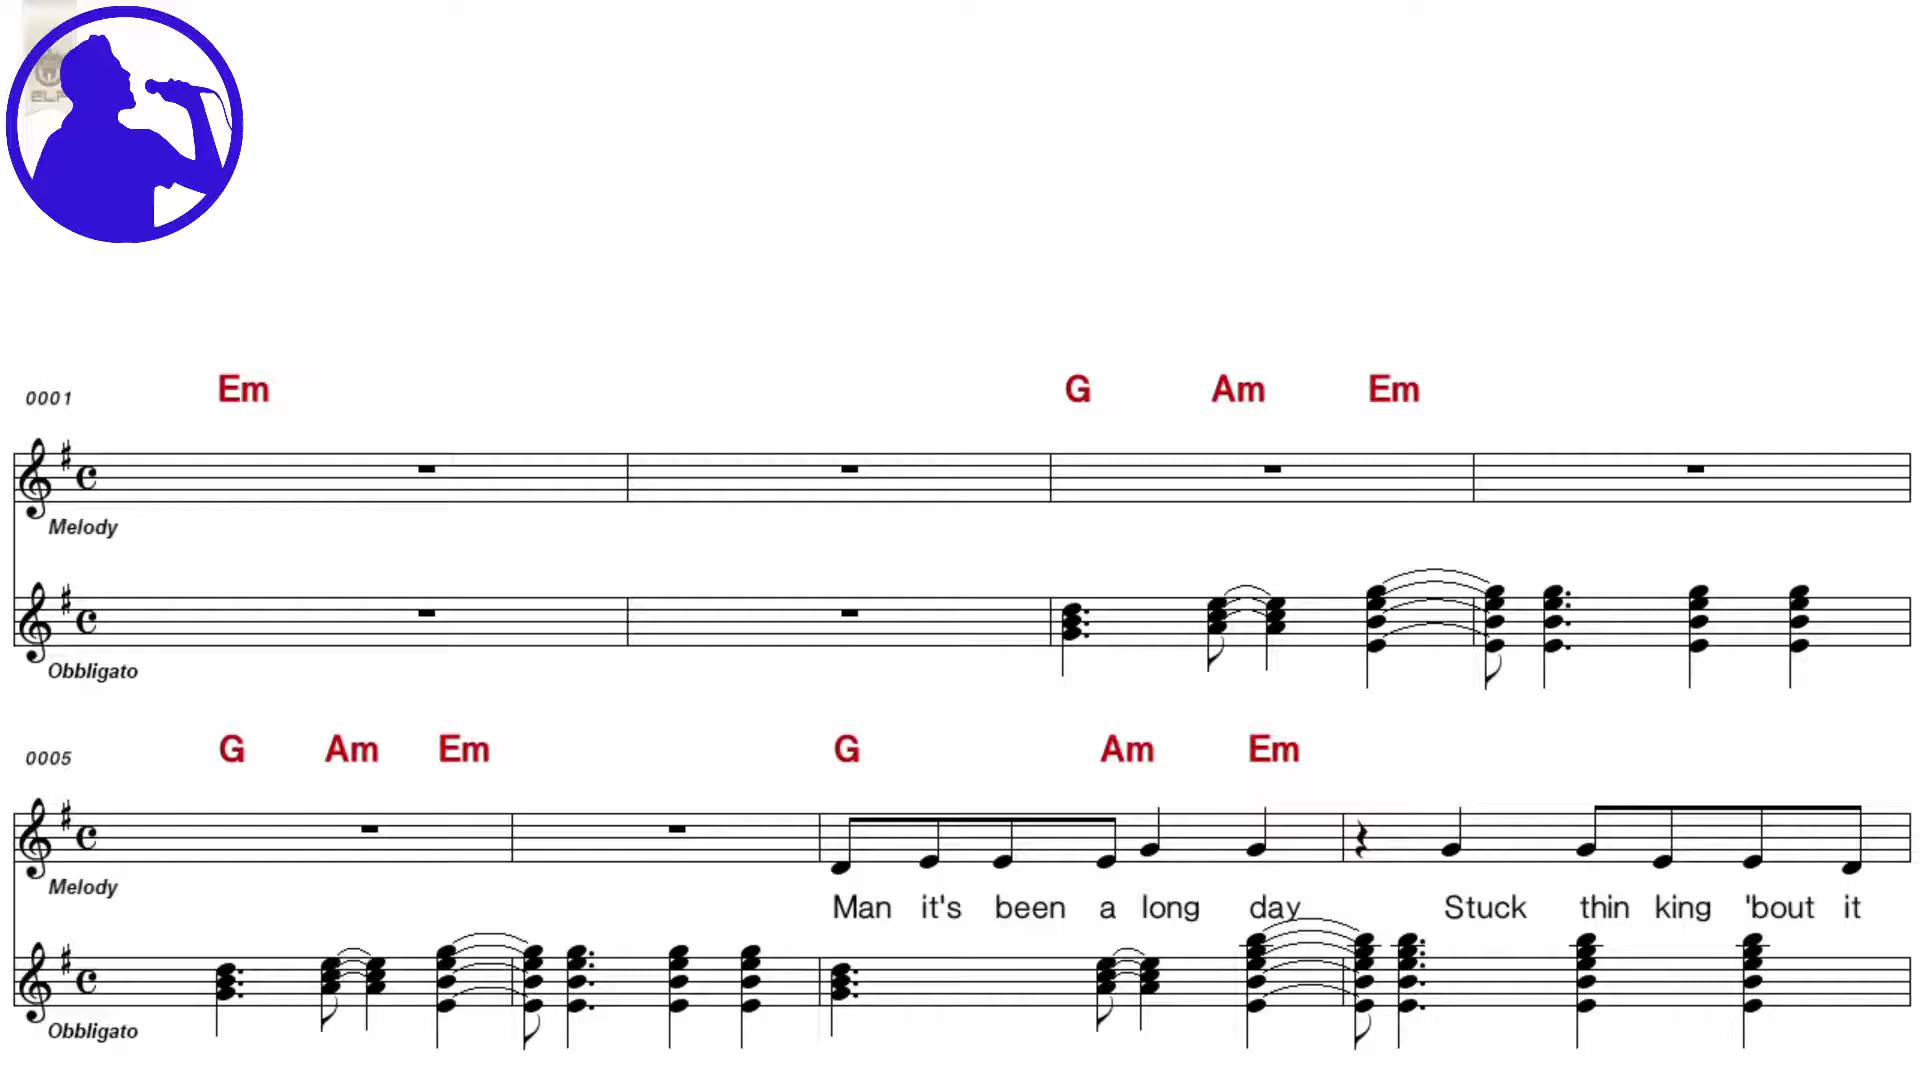 0001 Em G Am Em
Melody
Obbligato
0005 G Am Em G Am Em
Melody
Man it's been a long day Stuck thin king 'bout it
Obbligato